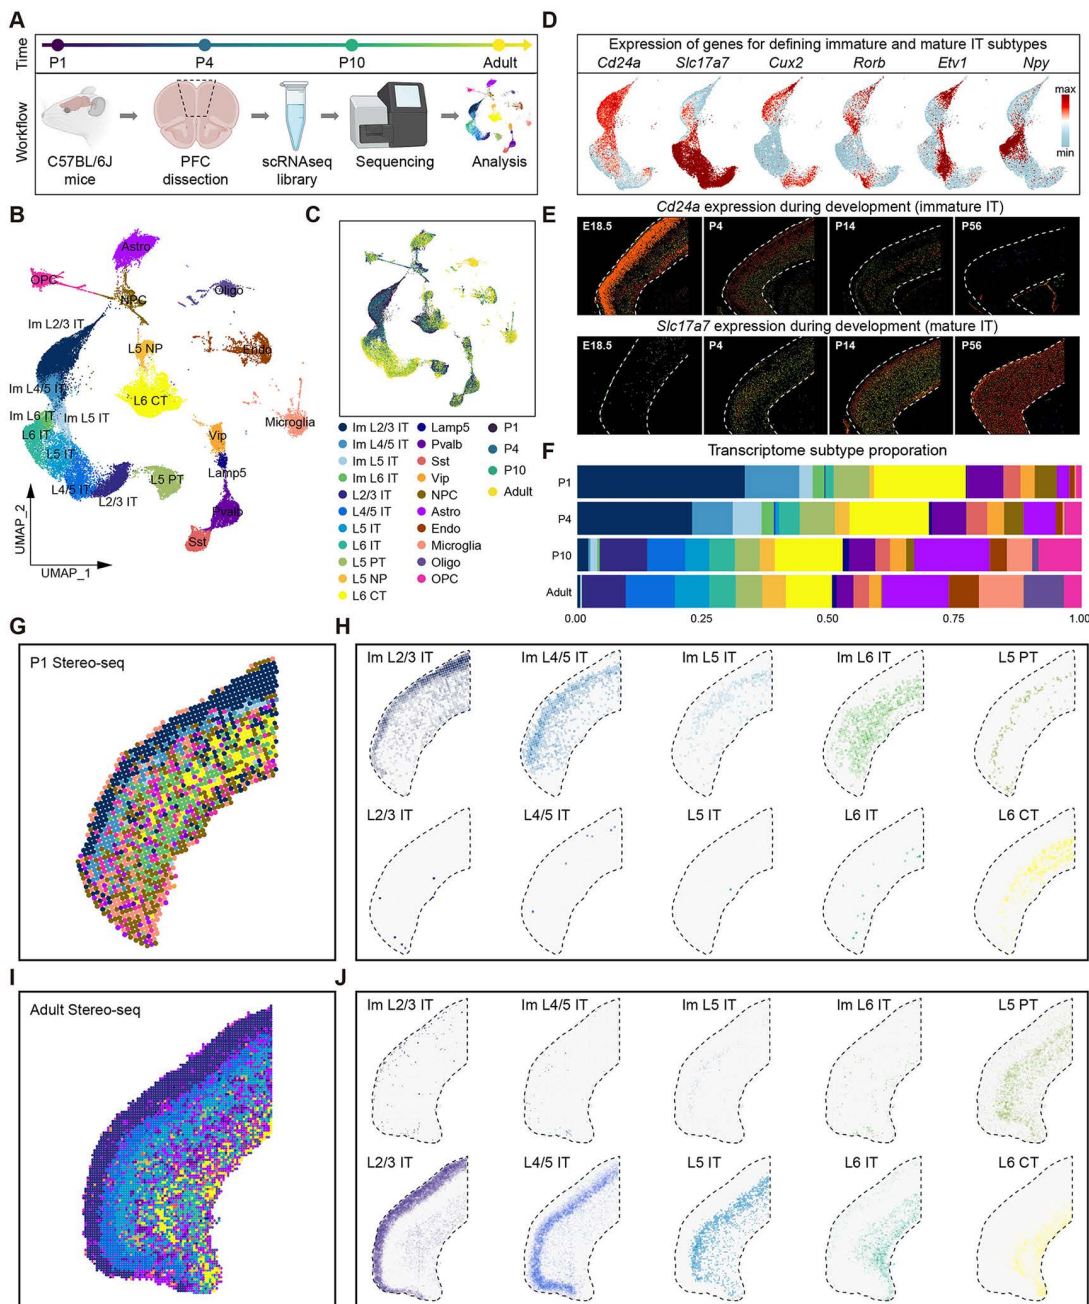 A
Time
P1
P4
P10
Adult
Workflow
C57BL/6J
mice
PFC
dissection
scRNAseq
library
Sequencing
Analysis
B
Astro
OPC
NPC
Oligo
Im L2/3 IT
L5 NP
Endo
Im L4/5 IT
L6 CT
Im L6 IT
Im L5 IT
Microglia
L6 IT
Vip
L5 IT
L5 PT
Lamp5
L4/5 IT
L2/3 IT
Pvalb
Sst
UMAP_2
UMAP_1
C
Im L2/3 IT
Im L4/5 IT
Im L5 IT
Im L6 IT
L2/3 IT
L4/5 IT
L5 IT
L6 IT
L5 PT
L5 NP
L6 CT
Lamp5
Pvalb
Sst
Vip
NPC
Astro
Endo
Microglia
Oligo
OPC
P1
P4
P10
Adult
D
Expression of genes for defining immature and mature IT subtypes
Cd24a Slc17a7 Cux2 Rorb Etv1 Npy
max
min
E
Cd24a expression during development (immature IT)
E18.5 P4 P14 P56
Slc17a7 expression during development (mature IT)
E18.5 P4 P14 P56
F
Transcriptome subtype proporation
P1
P4
P10
Adult
0.00 0.25 0.50 0.75 1.00
G
P1 Stereo-seq
H
Im L2/3 IT Im L4/5 IT Im L5 IT Im L6 IT L5 PT
L2/3 IT L4/5 IT L5 IT L6 IT L6 CT
I
Adult Stereo-seq
J
Im L2/3 IT Im L4/5 IT Im L5 IT Im L6 IT L5 PT
L2/3 IT L4/5 IT L5 IT L6 IT L6 CT